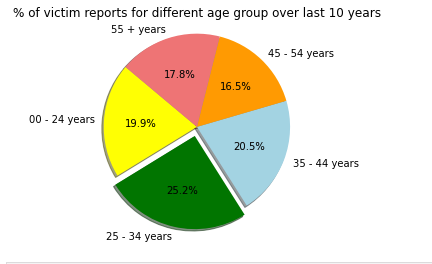 % of victim reports for different age group over last 10 years
55 + years
45 - 54 years
17.8%
16.5%
00 - 24 years
19.9%
20.5%
35 - 44 years
25.2%
25 - 34 years